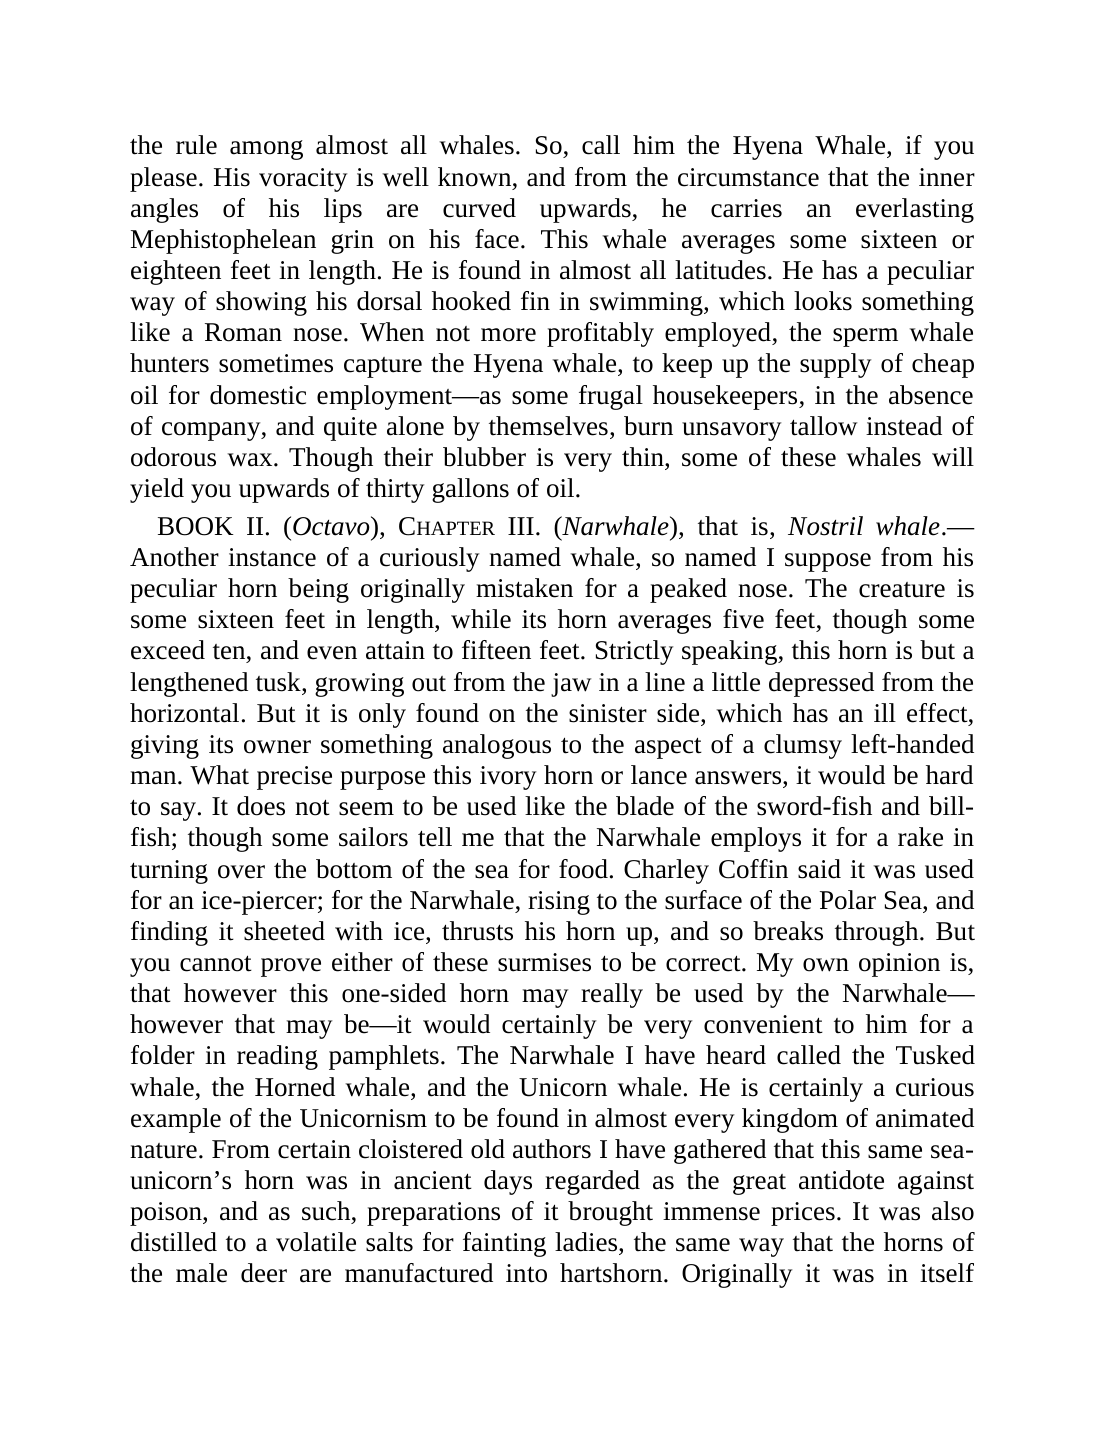 the rule among almost all whales. So, call him the Hyena Whale, if you
please. His voracity is well known, and from the circumstance that the inner
angles of his lips are curved upwards, he carries an everlasting
Mephistophelean grin on his face. This whale averages some sixteen or
eighteen feet in length. He is found in almost all latitudes. He has a peculiar
way of showing his dorsal hooked fin in swimming, which looks something
like a Roman nose. When not more profitably employed, the sperm whale
hunters sometimes capture the Hyena whale, to keep up the supply of cheap
oil for domestic employment—as some frugal housekeepers, in the absence
of company, and quite alone by themselves, burn unsavory tallow instead of
odorous wax. Though their blubber is very thin, some of these whales will
yield you upwards of thirty gallons of oil.
BOOK II. (Octavo), CHAPTER III. (Narwhale), that is, Nostril whale.—
Another instance of a curiously named whale, so named I suppose from his
peculiar horn being originally mistaken for a peaked nose. The creature is
some sixteen feet in length, while its horn averages five feet, though some
exceed ten, and even attain to fifteen feet. Strictly speaking, this horn is but a
lengthened tusk, growing out from the jaw in a line a little depressed from the
horizontal. But it is only found on the sinister side, which has an ill effect,
giving its owner something analogous to the aspect of a clumsy left-handed
man. What precise purpose this ivory horn or lance answers, it would be hard
to say. It does not seem to be used like the blade of the sword-fish and bill-
fish; though some sailors tell me that the Narwhale employs it for a rake in
turning over the bottom of the sea for food. Charley Coffin said it was used
for an ice-piercer; for the Narwhale, rising to the surface of the Polar Sea, and
finding it sheeted with ice, thrusts his horn up, and so breaks through. But
you cannot prove either of these surmises to be correct. My own opinion is,
that however this one-sided horn may really be used by the Narwhale—
however that may be—it would certainly be very convenient to him for a
folder in reading pamphlets. The Narwhale I have heard called the Tusked
whale, the Horned whale, and the Unicorn whale. He is certainly a curious
example of the Unicornism to be found in almost every kingdom of animated
nature. From certain cloistered old authors I have gathered that this same sea-
unicorn’s horn was in ancient days regarded as the great antidote against
poison, and as such, preparations of it brought immense prices. It was also
distilled to a volatile salts for fainting ladies, the same way that the horns of
the male deer are manufactured into hartshorn. Originally it was in itself